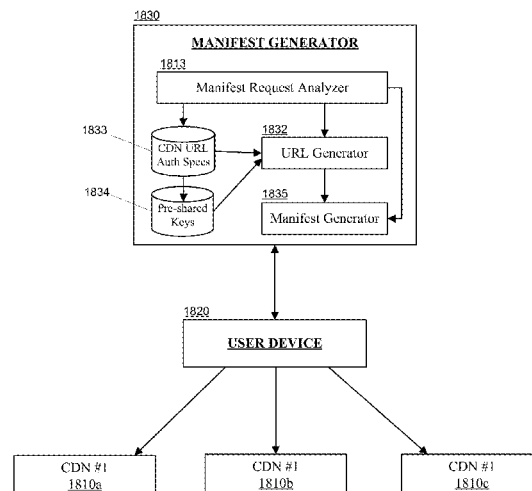 1830
MANIFEST GENERATOR
1813
Manifest Request Analyzer
1833
CDN URL
Auth Specs
1832
URL Generator
1834
Pre-shared
Keys
1835
Manifest Generator
1820
USER DEVICE
CDN #1
1810a
CDN #1
1810b
CDN #1
1810c